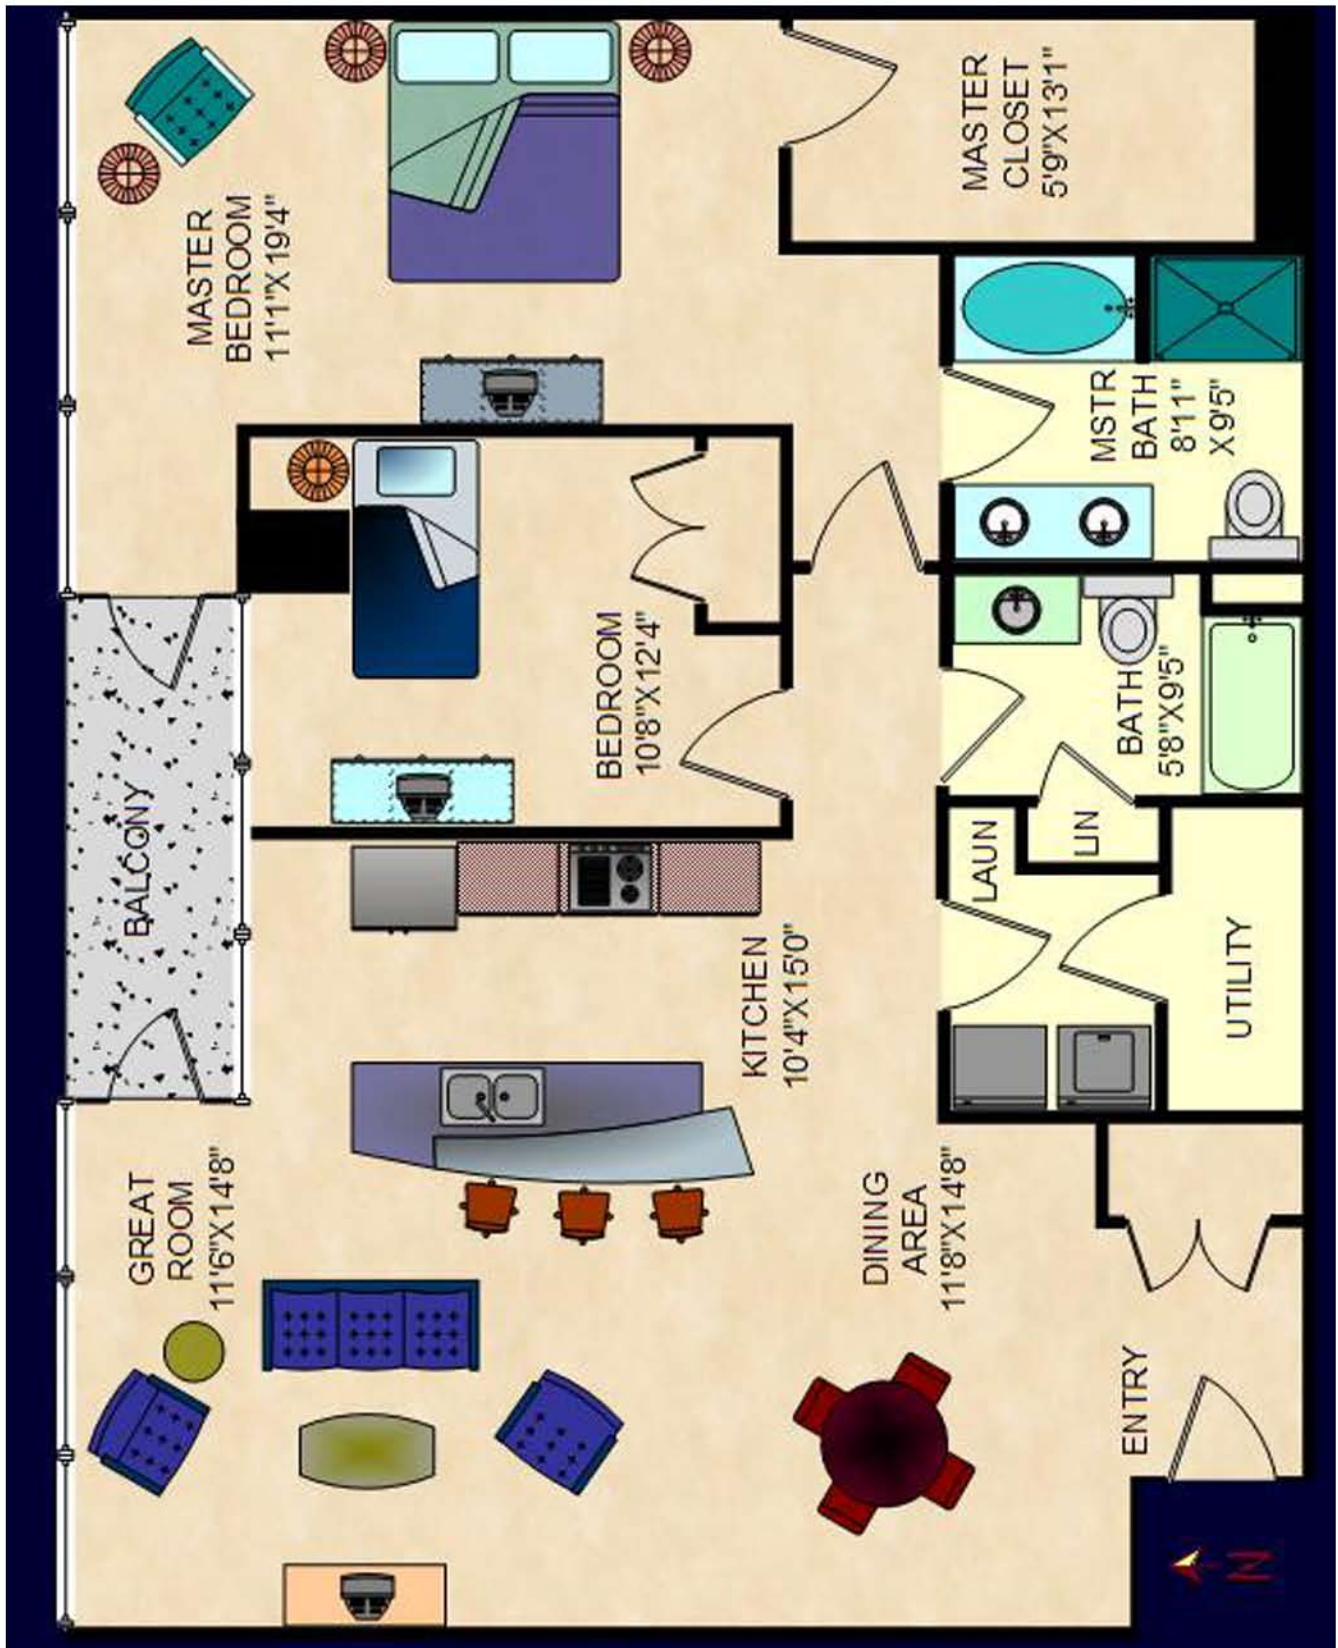 MASTER
BEDROOM
11'1"X19'4"
MASTER
CLOSET
5'9"X13'1"
MSTR
BATH
8'11"
X9'5"
BEDROOM
10'8"X12'4"
BATH
5'8"X9'5"
BALCONY
LAUN
LIN
UTILITY
KITCHEN
10'4"X15'0"
GREAT
ROOM
11'6"X14'8"
DINING
AREA
11'8"X14'8"
ENTRY
N